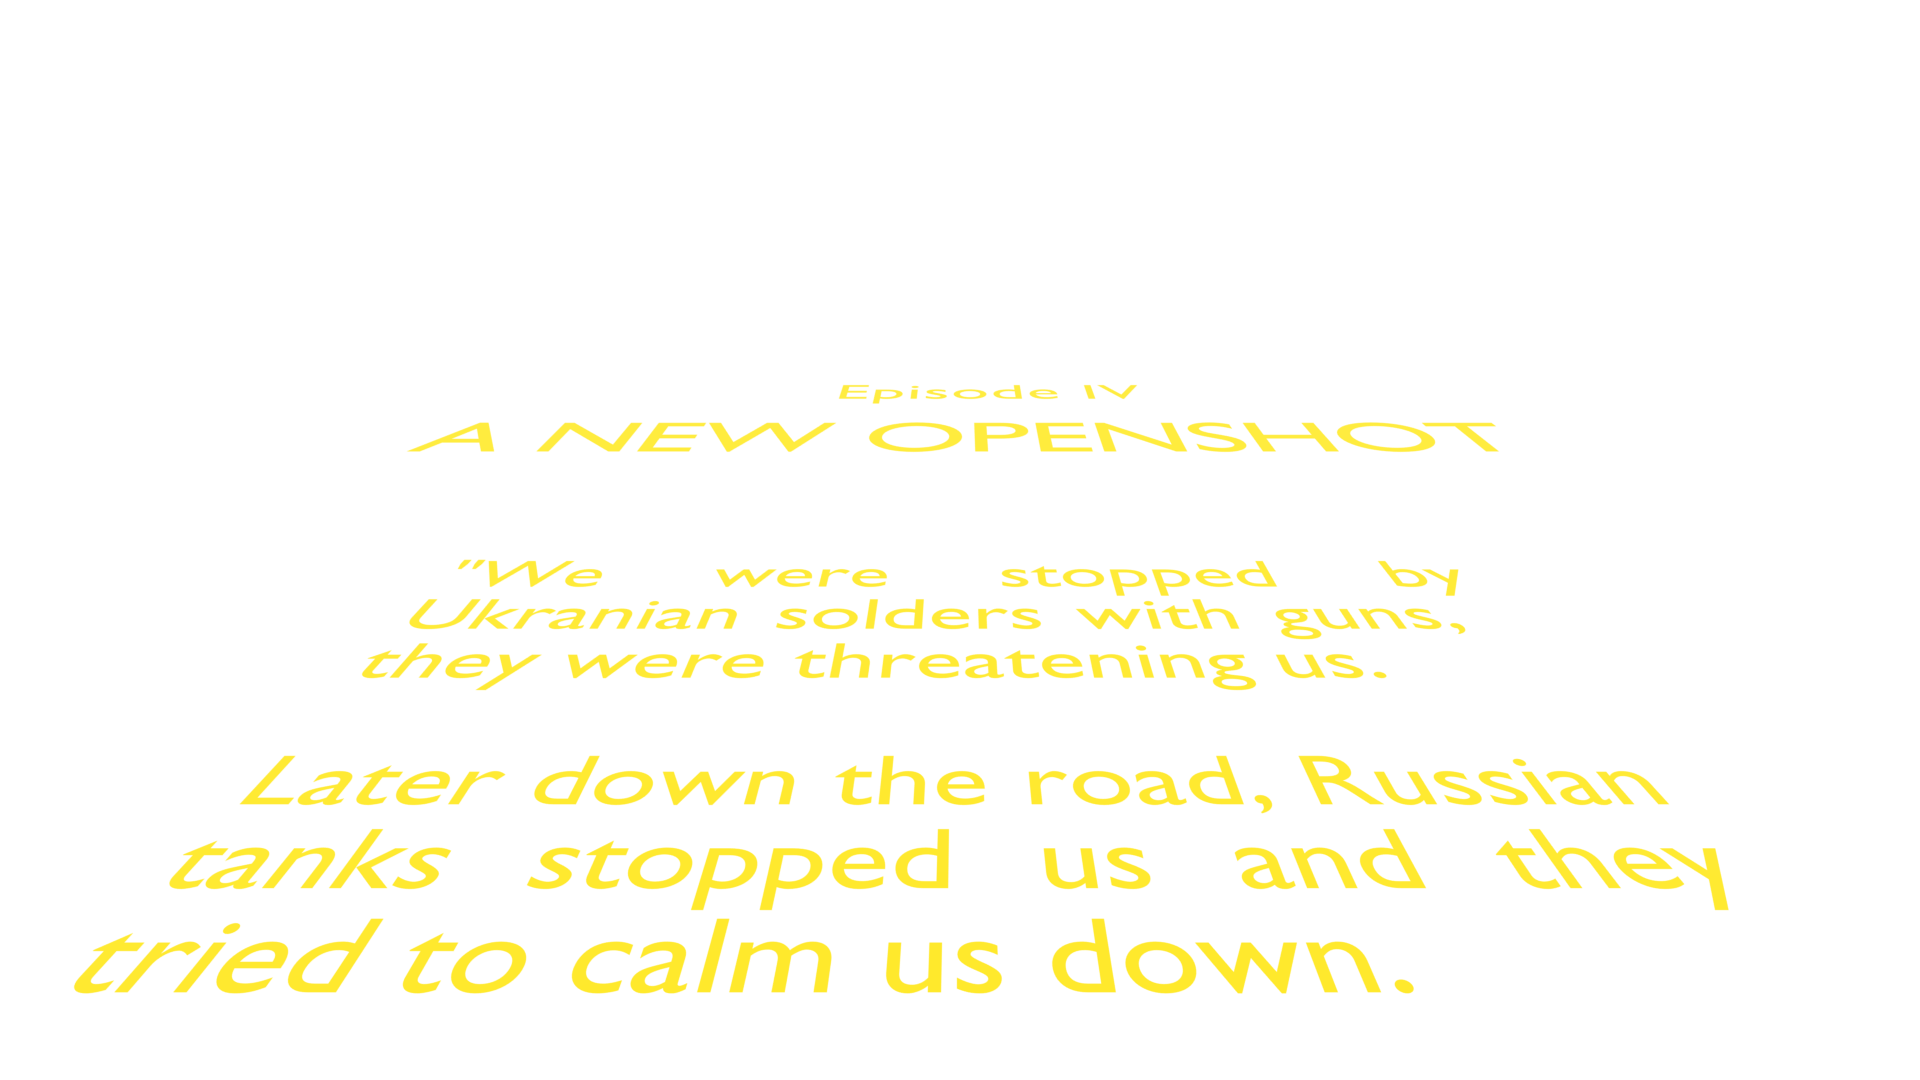 Episode IV
A NEW OPENSHOT
"We were stopped by
Ukranian solders with guns,
they were threatening us.
Later down the road, Russian
tanks stopped us and they
tried to calm us down.